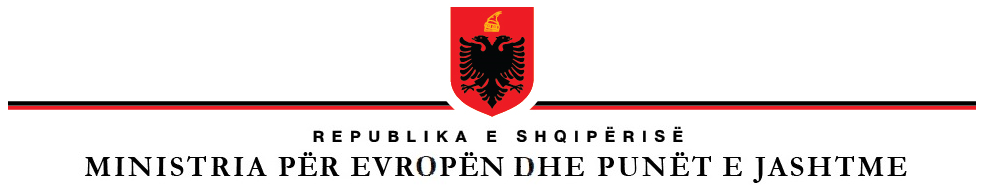 REPUBLIKA E SHQIPËRISË
MINISTRIA PËR EVROPËN DHE PUNËT E JASHTME